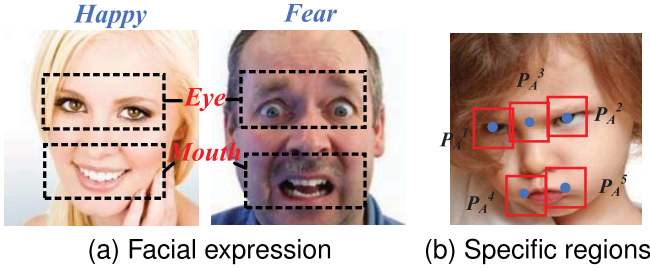 Happy
Fear
Eye
Mouth
P_A^3
P_A^1
P_A^2
P_A^4
P_A^5
(a) Facial expression
(b) Specific regions